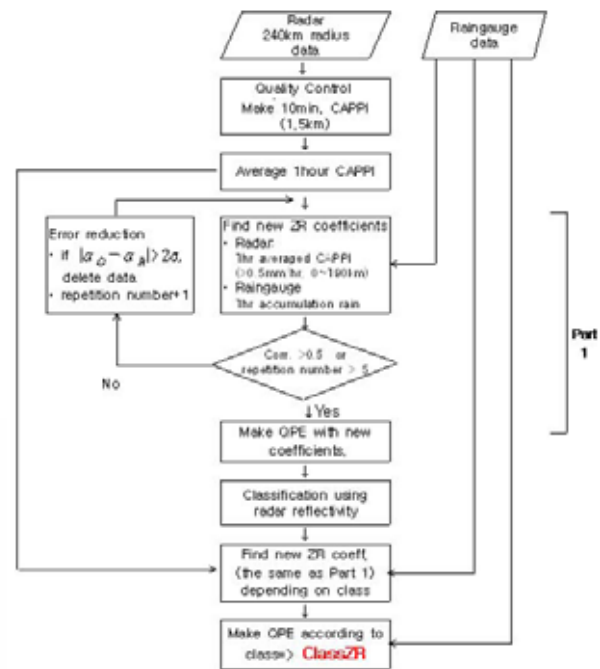 Radar
240km radius
data
Raingauge
data
Quality Control
Make 10min, CAPPI
(1,5km)
Average 1hour CAPPI
Error reduction
• if |α_G − α_R| > 2σ,
delete data
• repetition number+1
Find new ZR coefficients
• Radar:
1hr averaged CAPPI
(>0.5mm/hr, 0~190km)
• Raingauge
1hr accumulation rain
Corr. >0.5 or
repetition number > 5
No
↓Yes
Part
1
Make QPE with new
coefficients,
Classification using
radar reflectivity
Find new ZR coeff,
(the same as Part 1)
depending on class
Make QPE according to
class=> ClassZR